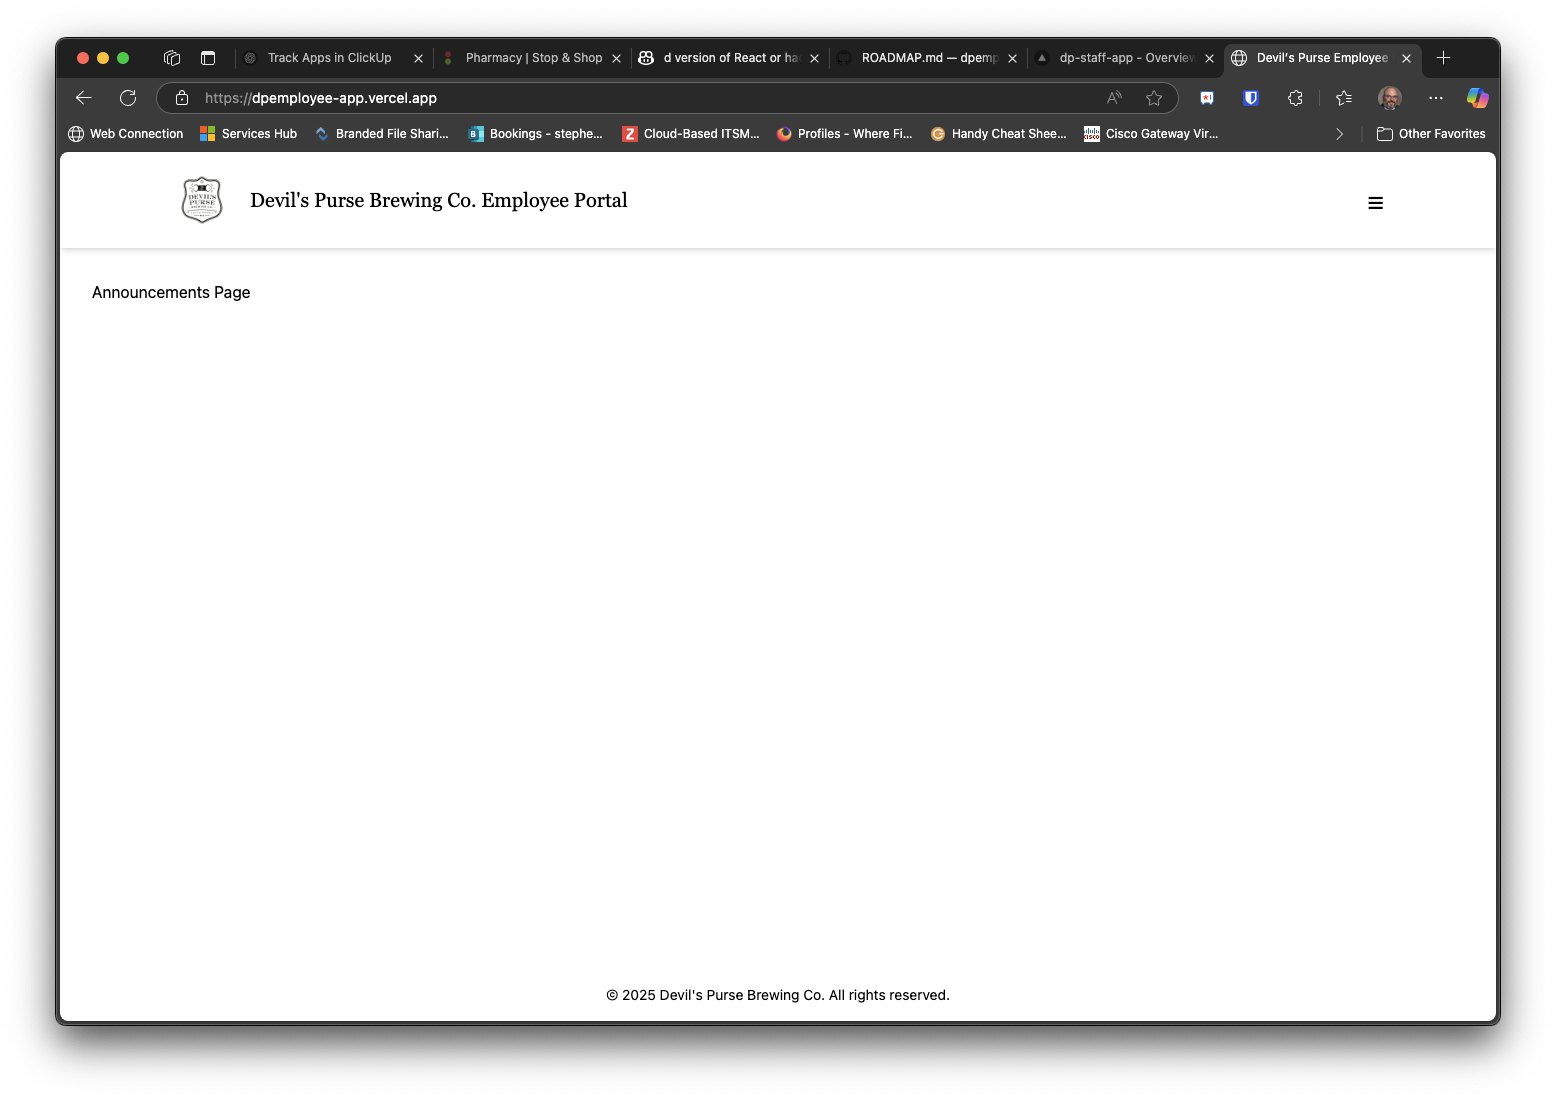 Track Apps in ClickUp
Pharmacy | Stop & Shop
d version of React or ha
ROADMAP.md — dpemp
dp-staff-app - Overview
Devil's Purse Employee
https://dpemployee-app.vercel.app
Web Connection
Services Hub
Branded File Shari...
Bookings - stephe...
Cloud-Based ITSM...
Profiles - Where Fi...
Handy Cheat Shee...
Cisco Gateway Vir...
Other Favorites
DEVIL'S
PURSE
Devil's Purse Brewing Co. Employee Portal
Announcements Page
© 2025 Devil's Purse Brewing Co. All rights reserved.